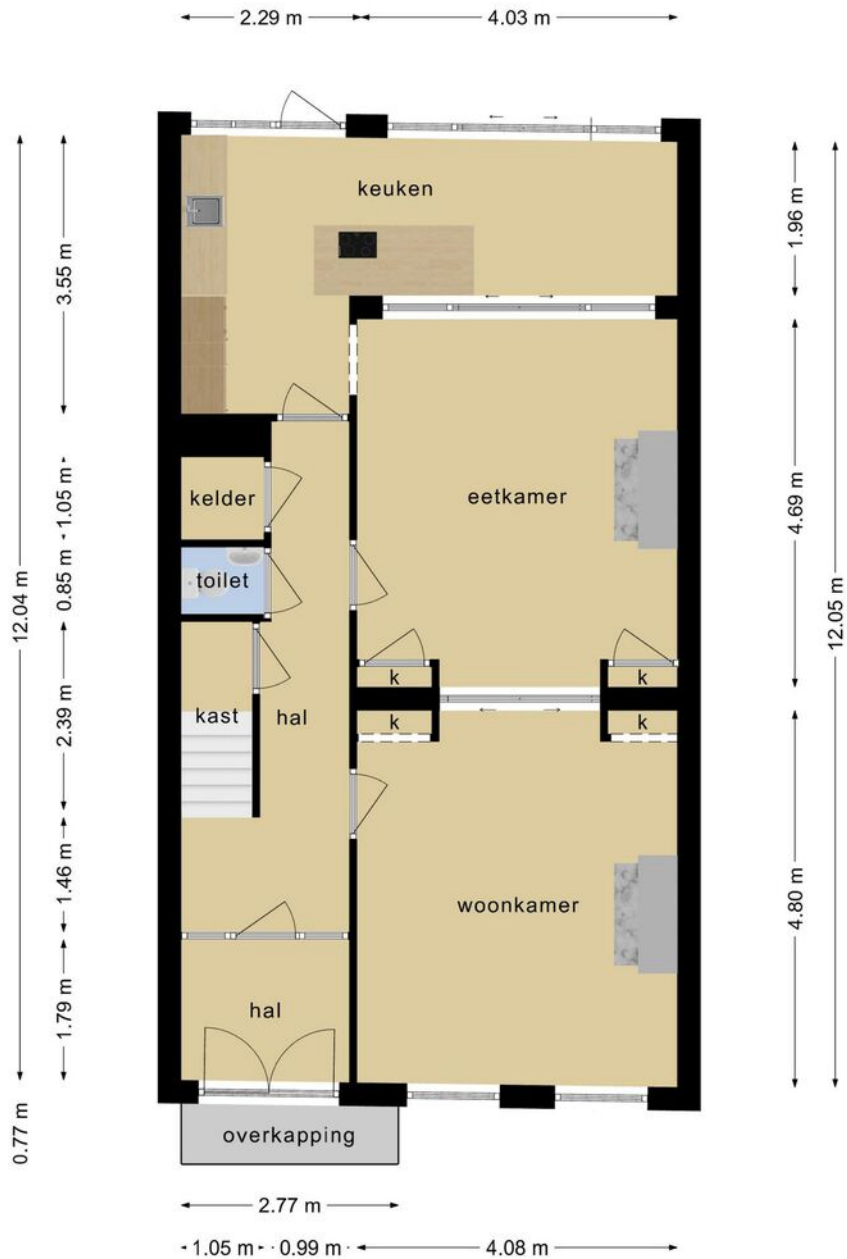 2.29 m
4.03 m
keuken
3.55 m
1.96 m
kelder
1.05 m
eetkamer
4.69 m
toilet
0.85 m
12.04 m
12.05 m
k
k
kast
hal
2.39 m
k
k
woonkamer
1.46 m
4.80 m
hal
1.79 m
overkapping
0.77 m
2.77 m
1.05 m
0.99 m
4.08 m